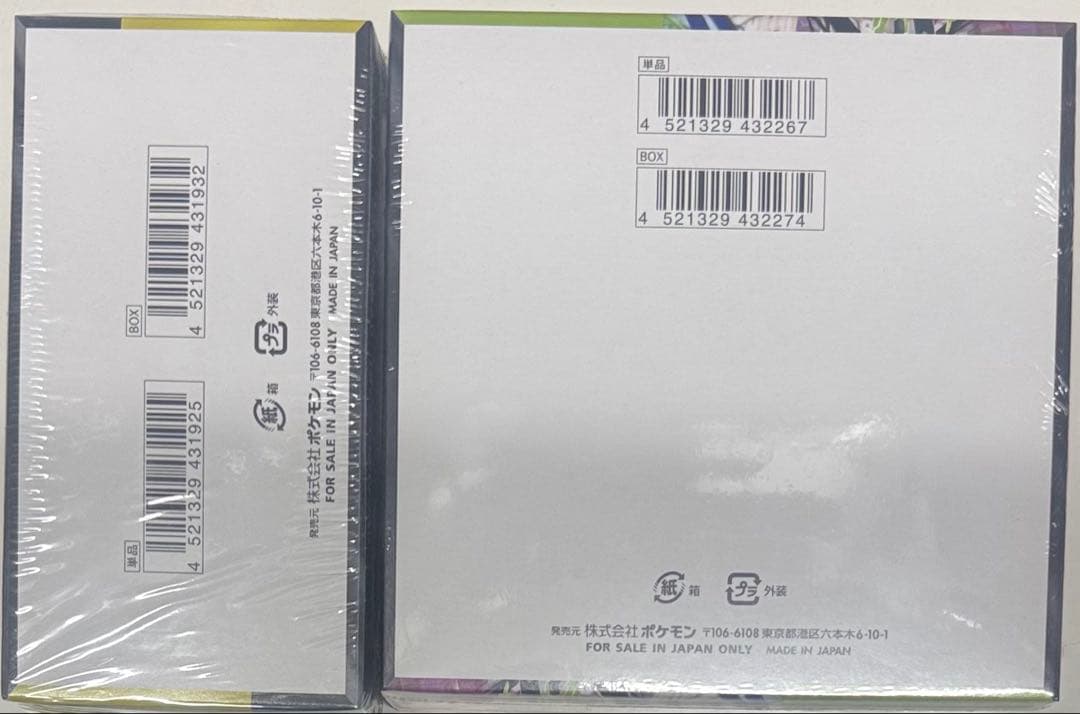 BOX
4 521329 431932
単品
4 521329 431925
プラ 外装
紙 箱
発売元 株式会社ポケモン 〒106-6108 東京都港区六本木6-10-1
FOR SALE IN JAPAN ONLY MADE IN JAPAN
単品
4 521329 432267
BOX
4 521329 432274
紙 箱 プラ 外装
発売元 株式会社ポケモン 〒106-6108 東京都港区六本木6-10-1
FOR SALE IN JAPAN ONLY MADE IN JAPAN